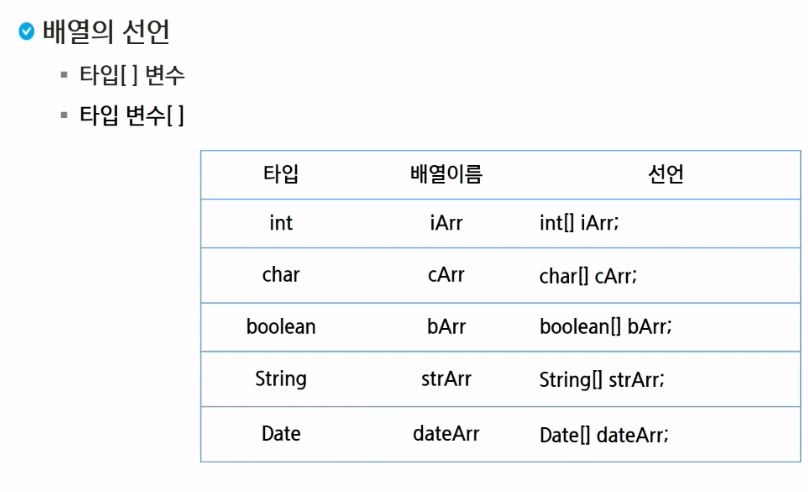 배열의 선언
타입[ ] 변수
타입 변수[ ]
타입 배열이름 선언
int iArr int[] iArr;
char cArr char[] cArr;
boolean bArr boolean[] bArr;
String strArr String[] strArr;
Date dateArr Date[] dateArr;